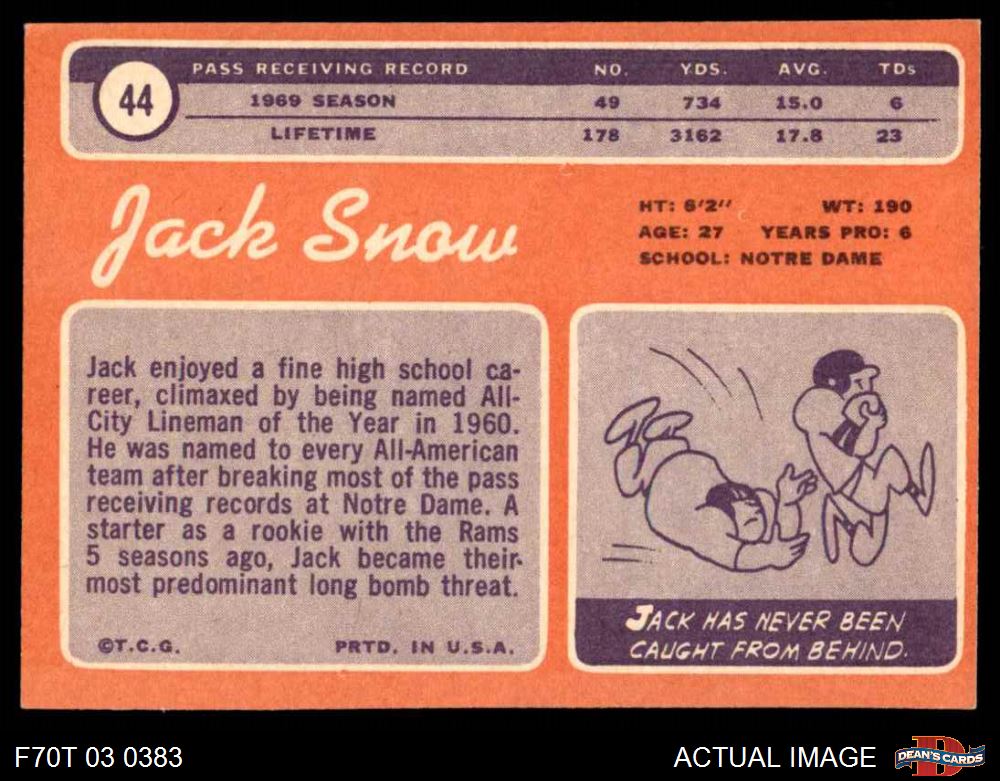 44
PASS RECEIVING RECORD NO. YDS. AVG. TDs
1969 SEASON 49 734 15.0 6
LIFETIME 178 3162 17.8 23
Jack Snow
HT: 6'2" WT: 190
AGE: 27 YEARS PRO: 6
SCHOOL: NOTRE DAME
Jack enjoyed a fine high school ca-
reer, climaxed by being named All-
City Lineman of the Year in 1960.
He was named to every All-American
team after breaking most of the pass
receiving records at Notre Dame. A
starter as a rookie with the Rams
5 seasons ago, Jack became their
most predominant long bomb threat.
©T.C.G. PRTD. IN U.S.A.
JACK HAS NEVER BEEN
CAUGHT FROM BEHIND.
F70T 03 0383
ACTUAL IMAGE
D
DEAN'S CARDS